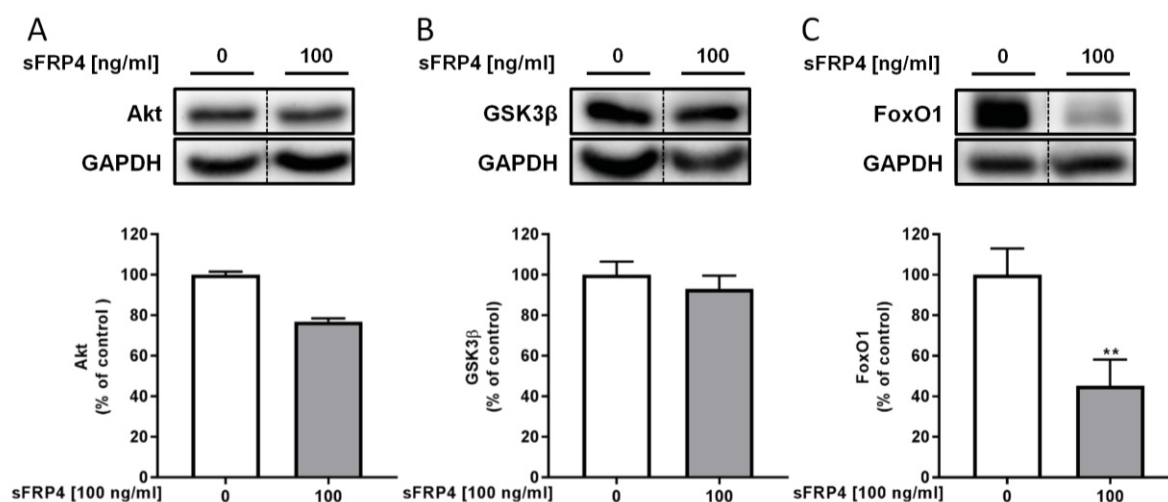 A
sFRP4 [ng/ml] 0 100
Akt
GAPDH
120
100
80
60
40
20
0
Akt
(% of control )
sFRP4 [100 ng/ml] 0 100
B
sFRP4 [ng/ml] 0 100
GSK3β
GAPDH
120
100
80
60
40
20
0
GSK3β
(% of control)
sFRP4 [100 ng/ml] 0 100
C
sFRP4 [ng/ml] 0 100
FoxO1
GAPDH
120
100
80
60
40
20
0
FoxO1
(% of control)
**
sFRP4 [100 ng/ml] 0 100